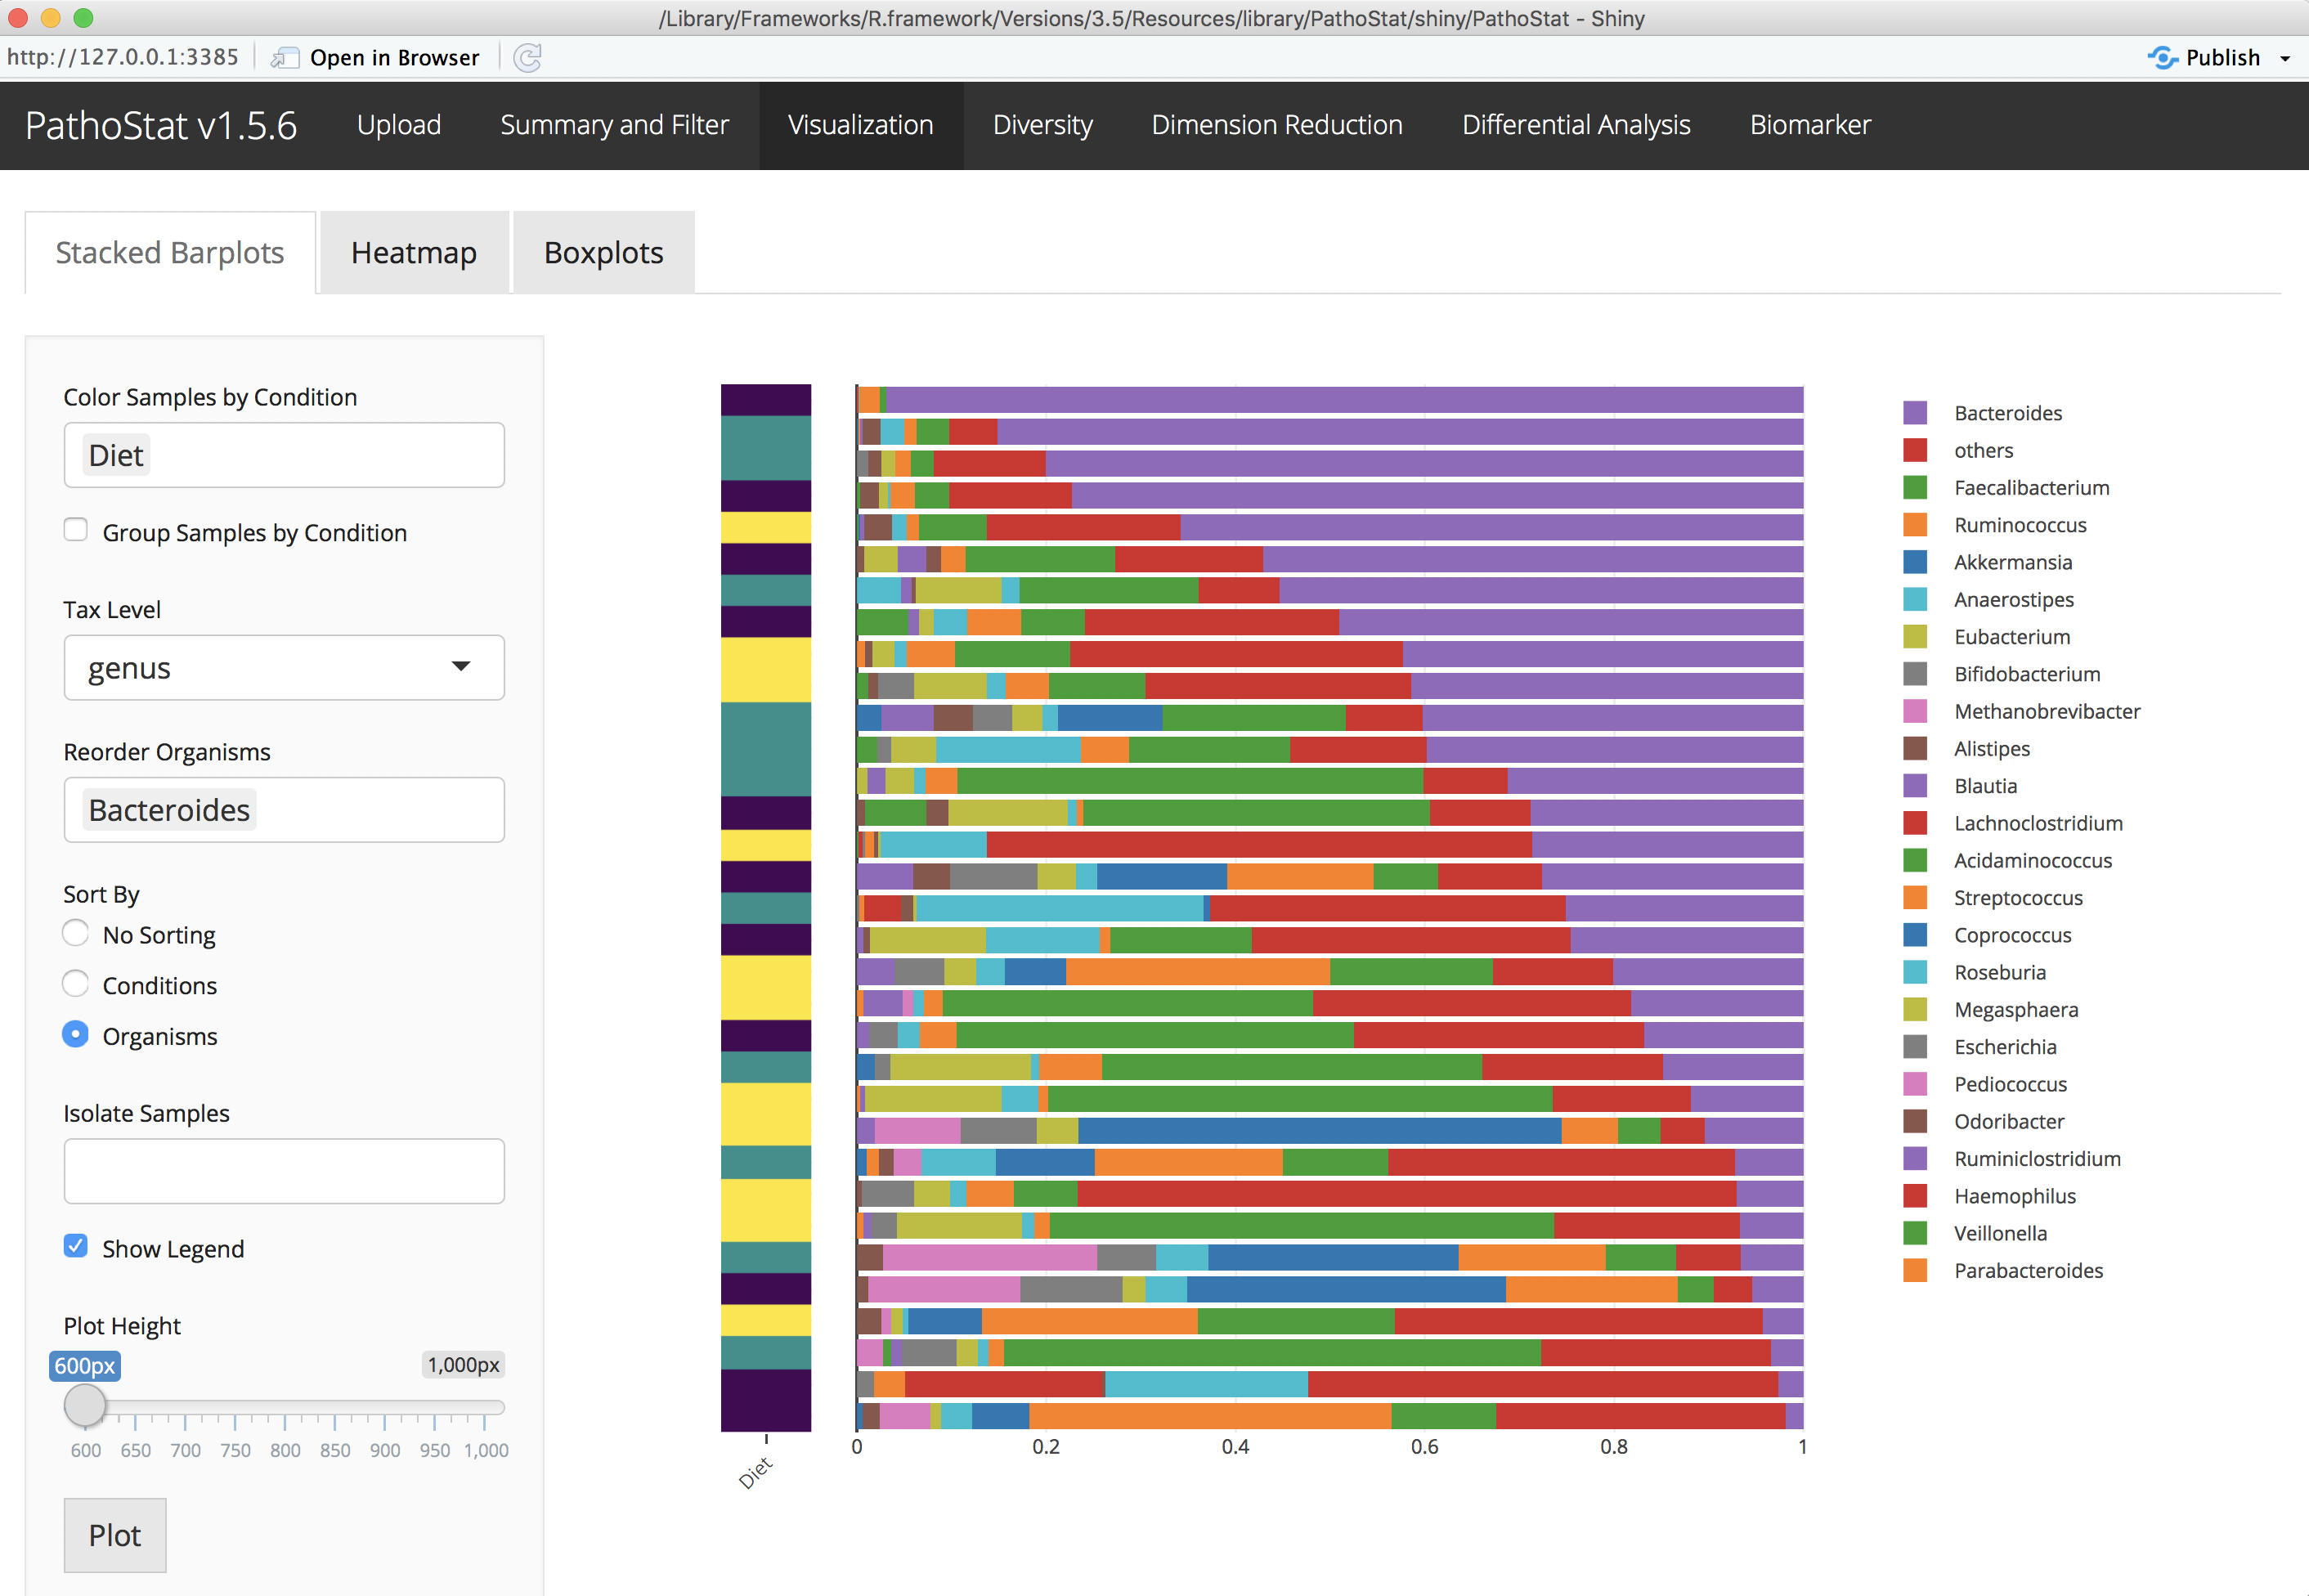 /Library/Frameworks/R.framework/Versions/3.5/Resources/library/PathoStat/shiny/PathoStat - Shiny
http://127.0.0.1:3385 Open in Browser Publish
PathoStat v1.5.6 Upload Summary and Filter Visualization Diversity Dimension Reduction Differential Analysis Biomarker
Stacked Barplots Heatmap Boxplots
Color Samples by Condition
Diet
Group Samples by Condition
Tax Level
genus
Reorder Organisms
Bacteroides
Sort By
No Sorting
Conditions
Organisms
Isolate Samples
Show Legend
Plot Height
600px 1,000px
600 650 700 750 800 850 900 950 1,000
Plot
Diet
0 0.2 0.4 0.6 0.8 1
Bacteroides
others
Faecalibacterium
Ruminococcus
Akkermansia
Anaerostipes
Eubacterium
Bifidobacterium
Methanobrevibacter
Alistipes
Blautia
Lachnoclostridium
Acidaminococcus
Streptococcus
Coprococcus
Roseburia
Megasphaera
Escherichia
Pediococcus
Odoribacter
Ruminiclostridium
Haemophilus
Veillonella
Parabacteroides